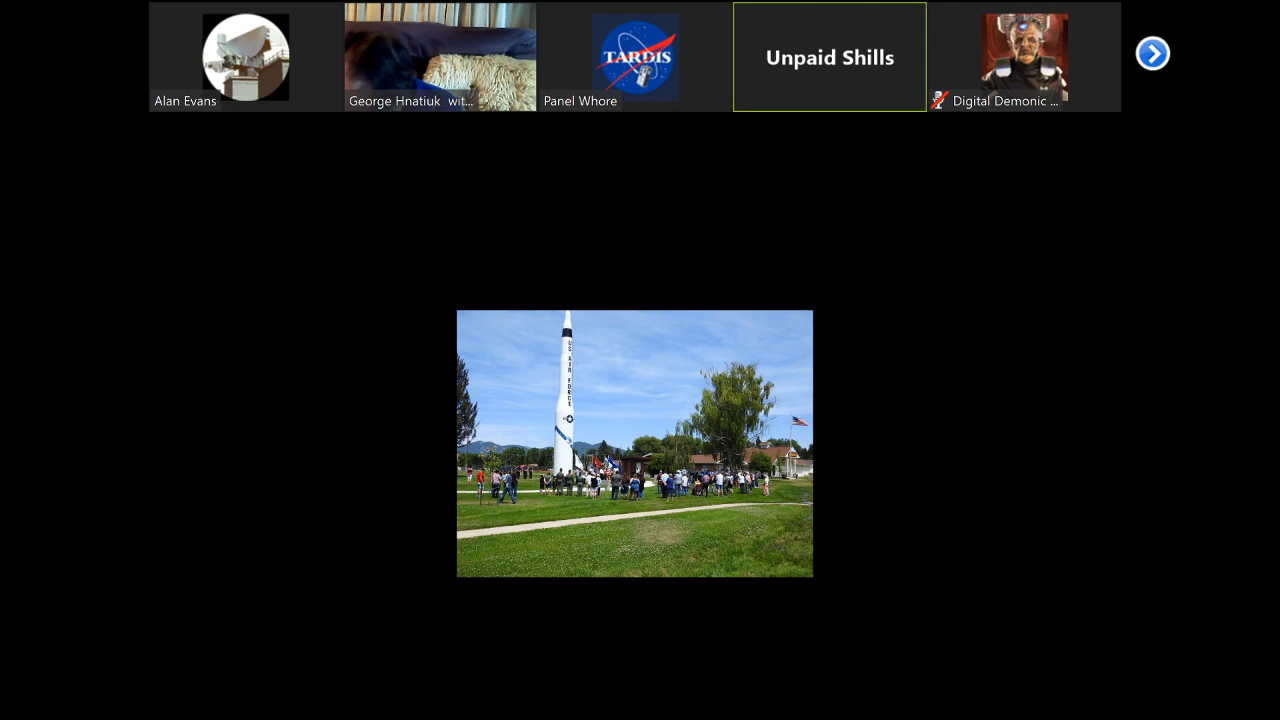 Alan Evans
George Hnatiuk wit...
TARDIS
Panel Whore
Unpaid Shills
Digital Demonic ...
US AIR FORCE